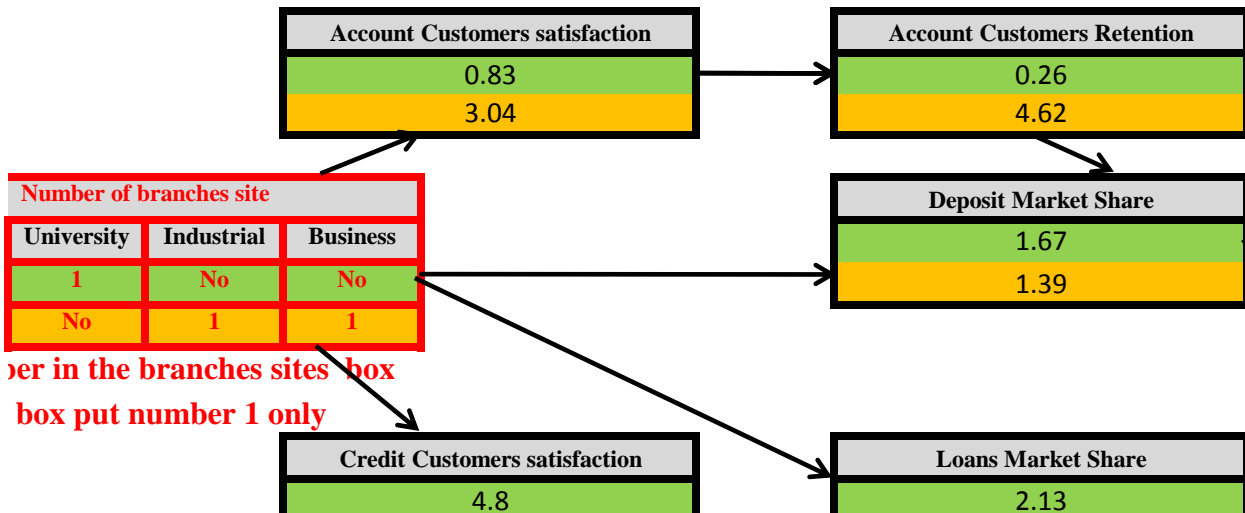 Account Customers satisfaction
0.83
3.04
Account Customers Retention
0.26
4.62
Number of branches site
University Industrial Business
1 No No
No 1 1
Deposit Market Share
1.67
1.39
in the branches sites box
box put number 1 only
Credit Customers satisfaction
4.8
Loans Market Share
2.13